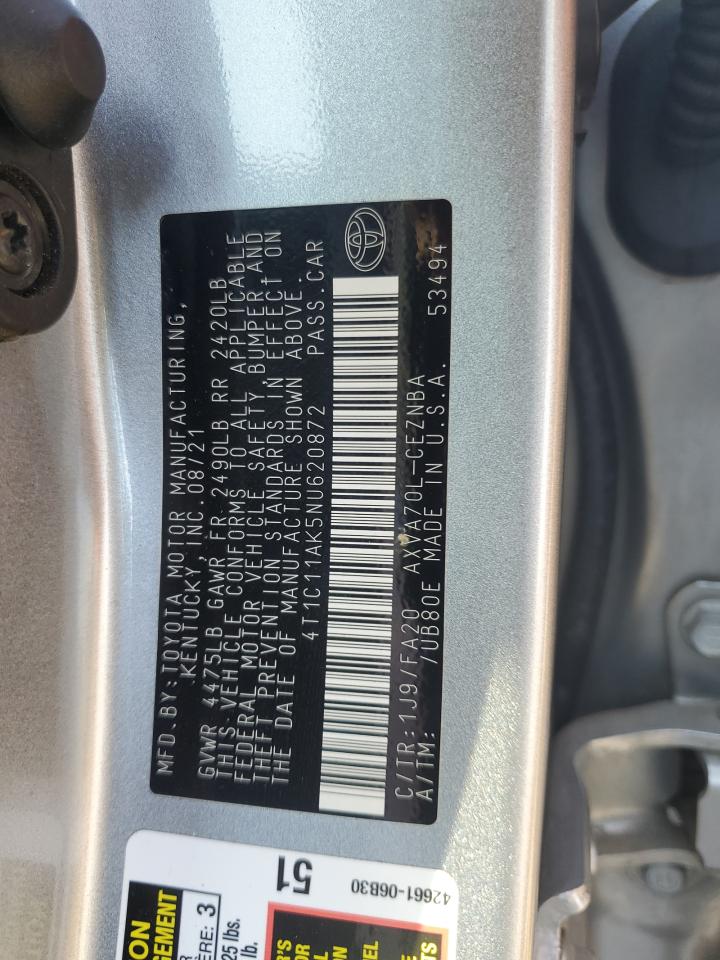 MFD.BY:TOYOTA MOTOR MANUFACTURING,
KENTUCKY INC.08/21
GVWR 4475LB GAWR FR 2490LB RR 2420LB
THIS VEHICLE CONFORMS TO ALL APPLICABLE
FEDERAL MOTOR VEHICLE SAFETY, BUMPER AND
THEFT PREVENTION STANDARDS IN EFFECT ON
THE DATE OF MANUFACTURE SHOWN ABOVE.
4T1C11AK5NU620872 PASS.CAR
C/TR:1J9/FA20 AXVA70L-CEZNBA
A/TM: /UB80E MADE IN U.S.A. 53494
51
42661-06B30